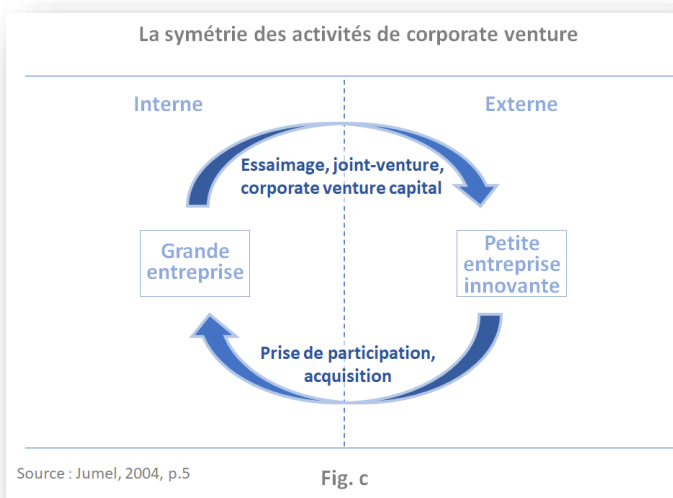 La symétrie des activités de corporate venture
Interne
Externe
Essaimage, joint-venture,
corporate venture capital
Grande
entreprise
Petite
entreprise
innovante
Prise de participation,
acquisition
Source : Jumel, 2004, p.5
Fig. c